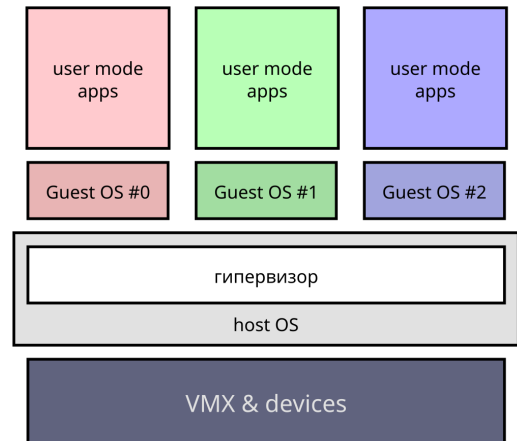 user mode
apps
user mode
apps
user mode
apps
Guest OS #0
Guest OS #1
Guest OS #2
гипервизор
host OS
VMX & devices